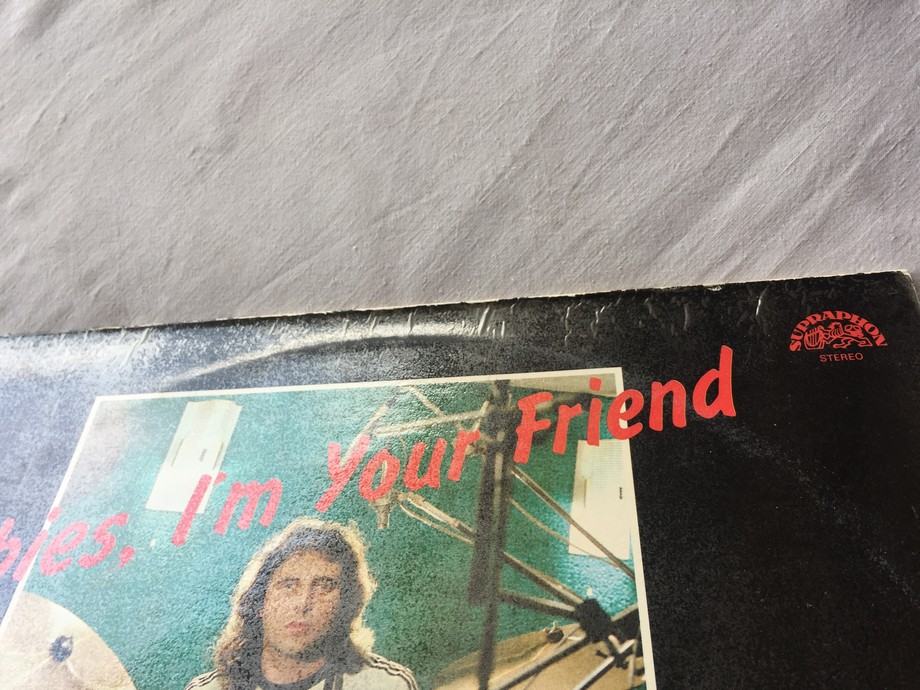 SUPRAPHON
STEREO
bies, I'm Your Friend